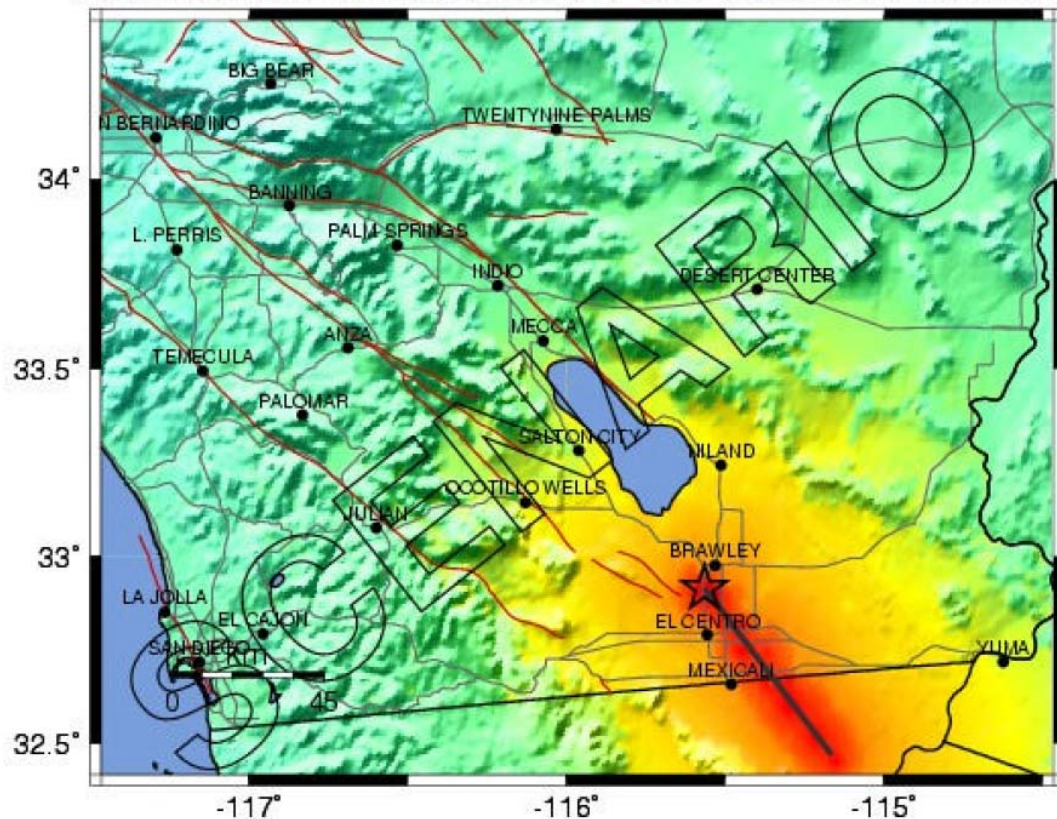 BIG BEAR
TWENTYNINE PALMS
N BERNARDINO
34°
BANNING
L. PERRIS
PALM SPRINGS
INDIO
DESERT CENTER
MECCA
ANZA
TEMECULA
33.5°
PALOMAR
SALTON CITY
NILAND
OCOTILLO WELLS
JULIAN
33°
BRAWLEY
LA JOLLA
EL CAJON
EL CENTRO
SAN DIEGO
km
YUMA
MEXICALI
0
45
32.5°
-117°
-116°
-115°
SCENARIO